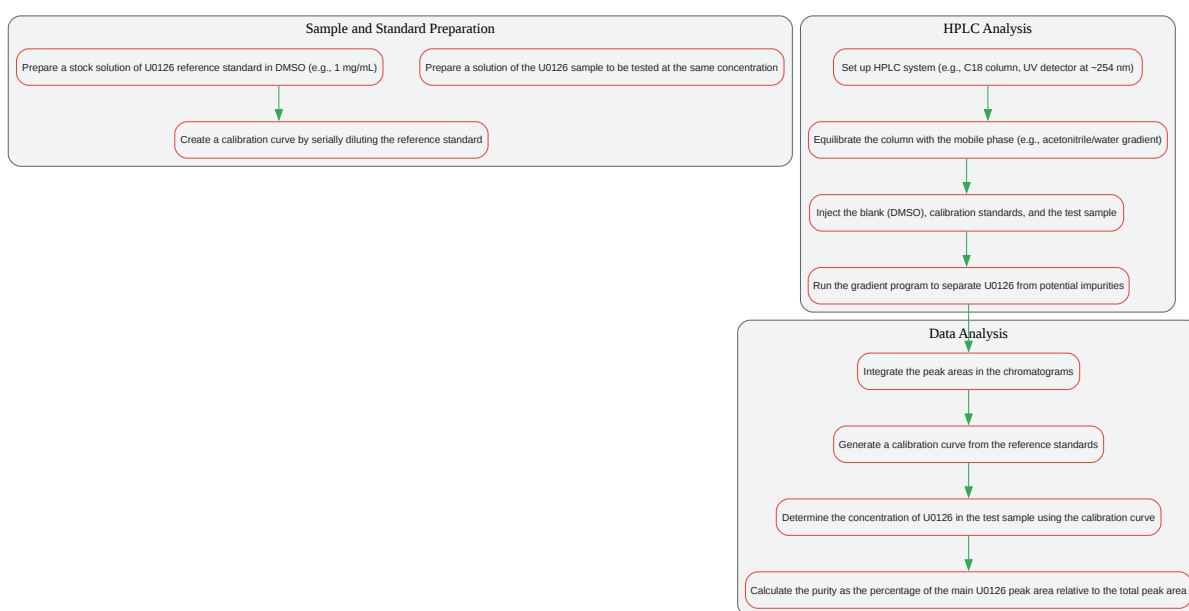 Sample and Standard Preparation
Prepare a stock solution of U0126 reference standard in DMSO (e.g., 1 mg/mL)
Prepare a solution of the U0126 sample to be tested at the same concentration
Create a calibration curve by serially diluting the reference standard
HPLC Analysis
Set up HPLC system (e.g., C18 column, UV detector at ~254 nm)
Equilibrate the column with the mobile phase (e.g., acetonitrile/water gradient)
Inject the blank (DMSO), calibration standards, and the test sample
Run the gradient program to separate U0126 from potential impurities
Data Analysis
Integrate the peak areas in the chromatograms
Generate a calibration curve from the reference standards
Determine the concentration of U0126 in the test sample using the calibration curve
Calculate the purity as the percentage of the main U0126 peak area relative to the total peak area